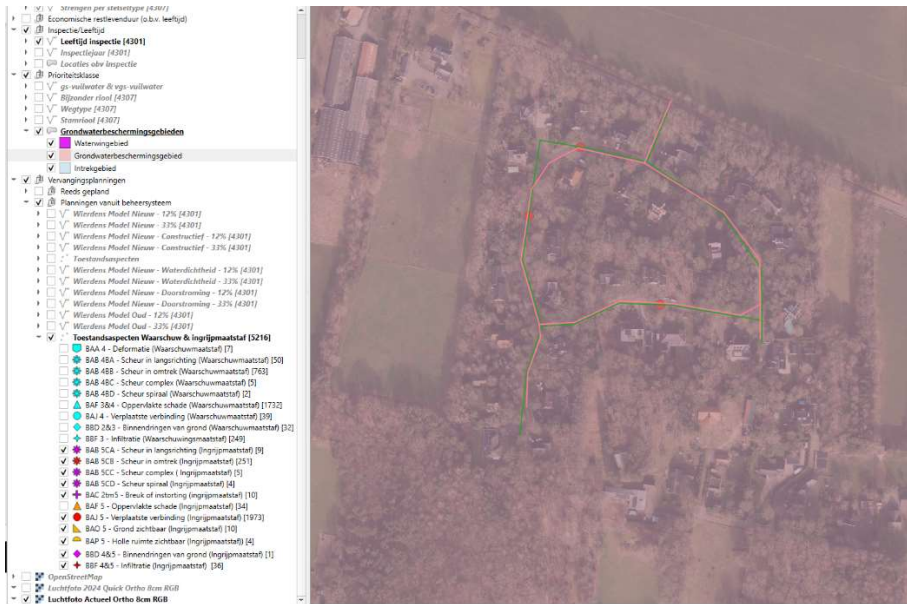 Strengen per stelseltype [4307]
Economische restlevenduur (o.b.v. leeftijd)
Inspectie/Leeftijd
Leeftijd inspectie [4301]
Inspectiejaar [4301]
Locaties obv inspectie
Prioriteitsklasse
gs-vuilwater & vgs-vuilwater
Bijzonder riool [4307]
Wegtype [4307]
Stamriool [4307]
Grondwaterbeschermingsgebieden
Waterwingebied
Grondwaterbeschermingsgebied
Intrekgebied
Vervangingsplanningen
Reeds gepland
Planningen vanuit beheersysteem
Wierdens Model Nieuw - 12% [4301]
Wierdens Model Nieuw - 33% [4301]
Wierdens Model Nieuw - Constructief - 12% [4301]
Wierdens Model Nieuw - Constructief - 33% [4301]
Toestandsaspecten
Wierdens Model Nieuw - Waterdichtheid - 12% [4301]
Wierdens Model Nieuw - Waterdichtheid - 33% [4301]
Wierdens Model Nieuw - Doorstroming - 12% [4301]
Wierdens Model Nieuw - Doorstroming - 33% [4301]
Wierdens Model Oud - 12% [4301]
Wierdens Model Oud - 33% [4301]
Toestandsaspecten Waarschuw & ingrijpmaatstaf [5216]
BAA 4 - Deformatie (Waarschuwmaatstaf) [7]
BAB 4BA - Scheur in langsrichting (Waarschuwmaatstaf) [50]
BAB 4BB - Scheur in omtrek (Waarschuwmaatstaf) [763]
BAB 4BC - Scheur complex (Waarschuwmaatstaf) [5]
BAB 4BD - Scheur spiraal (Waarschuwmaatstaf) [2]
BAF 3&4 - Oppervlakte schade (Waarschuwmaatstaf) [1732]
BAJ 4 - Verplaatste verbinding (Waarschuwmaatstaf) [39]
BBD 2&3 - Binnendringen van grond (Waarschuwmaatstaf) [32]
BBF 3 - Infiltratie (Waarschuwingsmaatstaf) [249]
BAB 5CA - Scheur in langsrichting (Ingrijpmaatstaf) [9]
BAB 5CB - Scheur in omtrek (Ingrijpmaatstaf) [251]
BAB 5CC - Scheur complex ( Ingrijpmaatstaf) [5]
BAB 5CD - Scheur spiraal (Ingrijpmaatstaf) [4]
BAC 2tm5 - Breuk of instorting (ingrijpmaatstaf) [10]
BAF 5 - Oppervlakte schade (Ingrijpmaatstaf) [34]
BAJ 5 - Verplaatste verbinding (Ingrijpmaatstaf) [1973]
BAO 5 - Grond zichtbaar (Ingrijpmaatstaf) [10]
BAP 5 - Holle ruimte zichtbaar (Ingrijpmaatstaf)) [4]
BBD 4&5 - Binnendringen van grond (Ingrijpmaatstaf) [1]
BBF 4&5 - Infiltratie (Ingrijpmaatstaf) [36]
OpenStreetMap
Luchtfoto 2024 Quick Ortho 8cm RGB
Luchtfoto Actueel Ortho 8cm RGB